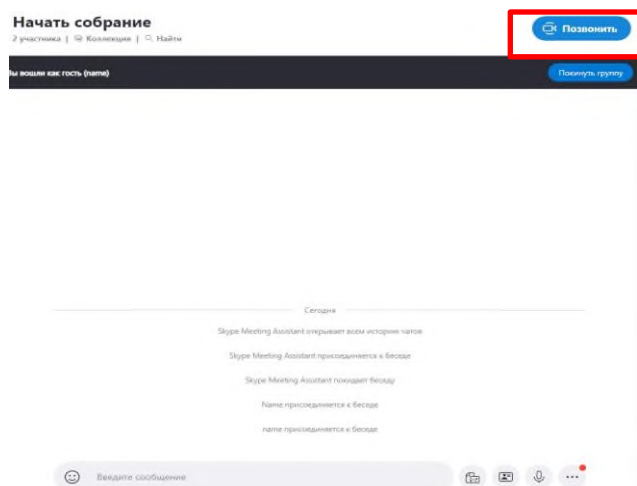 Начать собрание
2 участника | Коллекция | Найти
Позвонить
Вы вошли как гость (name)
Покинуть группу
Сегодня
Skype Meeting Assistant открывает всем историю чатов
Skype Meeting Assistant присоединяется к беседе
Skype Meeting Assistant покидает беседу
Name присоединяется к беседе
name присоединяется к беседе
Введите сообщение